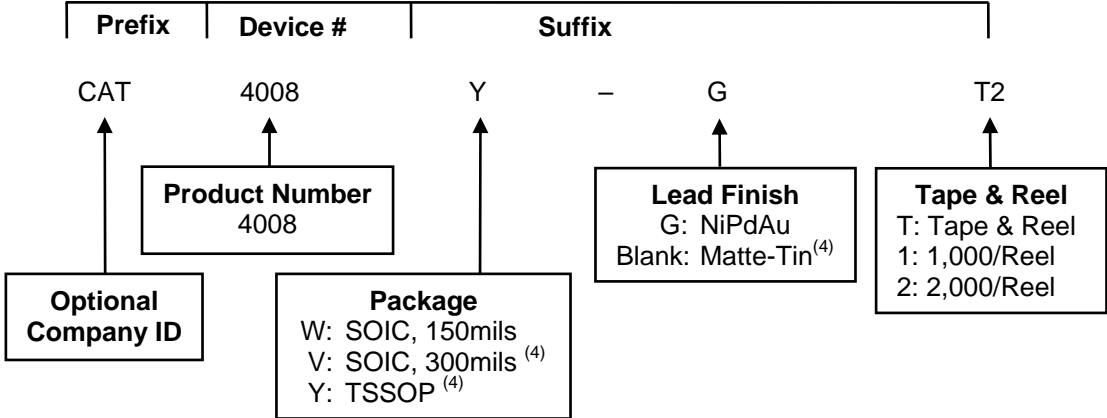 Prefix Device # Suffix
CAT 4008 Y – G T2
Product Number
4008
Lead Finish
G: NiPdAu
Blank: Matte-Tin(4)
Tape & Reel
T: Tape & Reel
1: 1,000/Reel
2: 2,000/Reel
Optional
Company ID
Package
W: SOIC, 150mils
V: SOIC, 300mils (4)
Y: TSSOP (4)